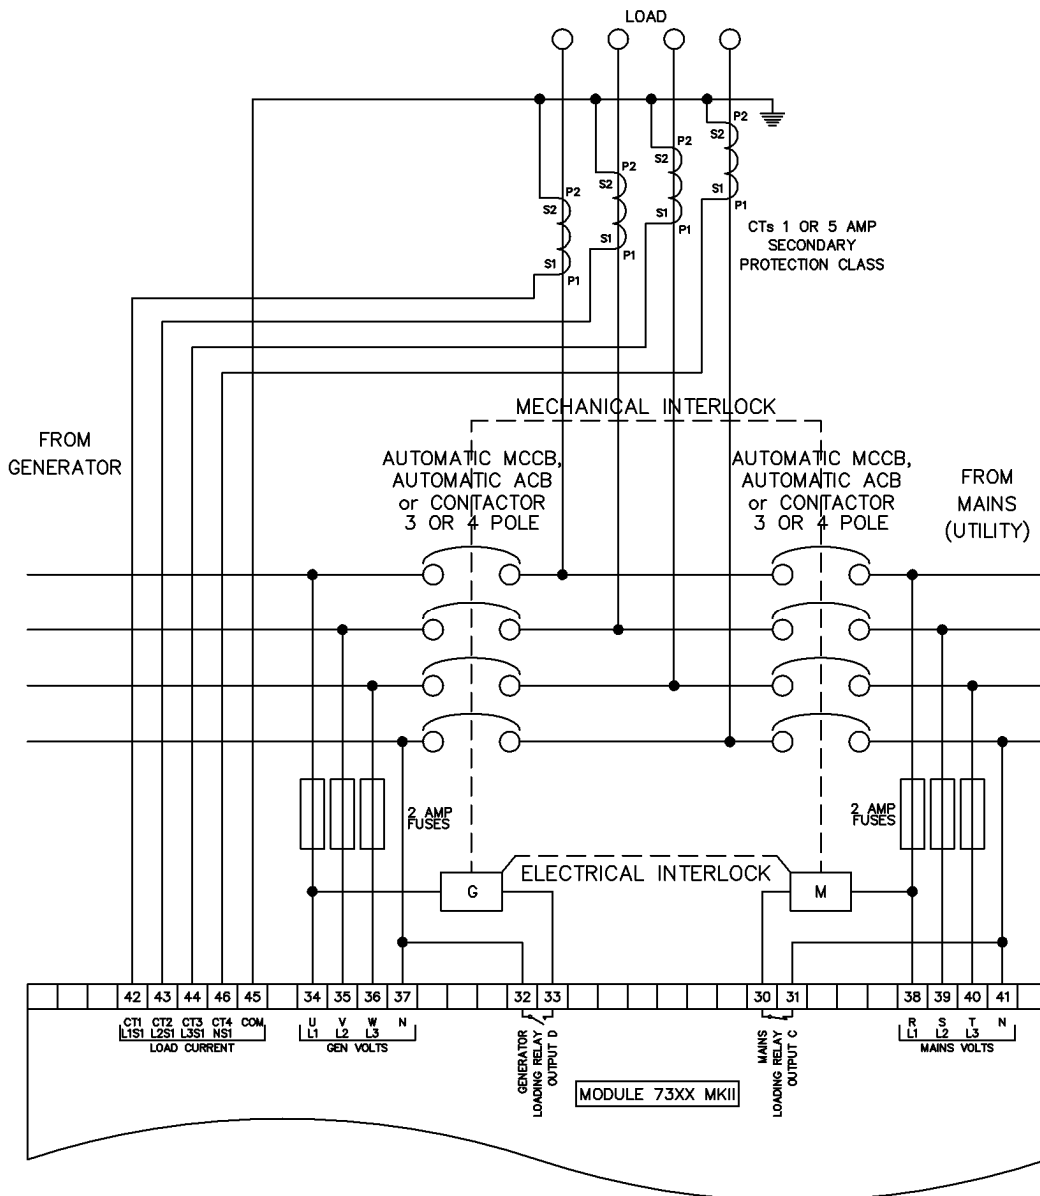 LOAD
P2
S2
P2
S2
P2
S2
S1
P1
P2
S2
S1
P1
S1
P1
S1
P1
CTs 1 OR 5 AMP
SECONDARY
PROTECTION CLASS
MECHANICAL INTERLOCK
FROM
GENERATOR
AUTOMATIC MCCB,
AUTOMATIC ACB
or CONTACTOR
3 OR 4 POLE
AUTOMATIC MCCB,
AUTOMATIC ACB
or CONTACTOR
3 OR 4 POLE
FROM
MAINS
(UTILITY)
2 AMP
FUSES
2 AMP
FUSES
ELECTRICAL INTERLOCK
G
M
42 43 44 46 45 34 35 36 37 32 33 30 31 38 39 40 41
CT1 CT2 CT3 CT4 COM U V W N R S T N
L1S1 L2S1 L3S1 NS1 L1 L2 L3 L1 L2 L3
LOAD CURRENT
GEN VOLTS
MAINS VOLTS
GENERATOR
LOADING RELAY
OUTPUT D
MAINS
LOADING RELAY
OUTPUT C
MODULE 73XX MKII